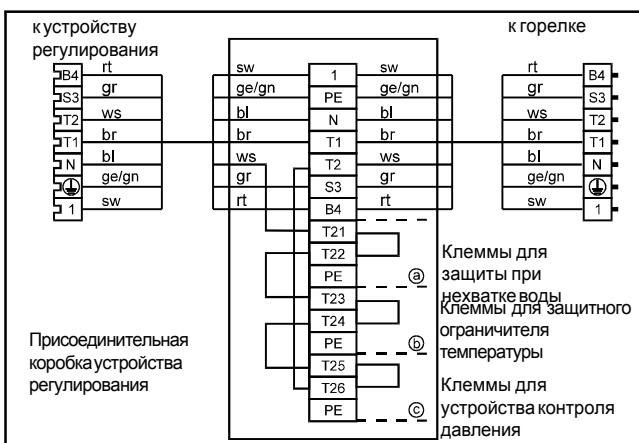 к устройству
регулирования
к горелке
B4 rt
S3 gr
T2 ws
T1 br
N bl
ge/gn
1 sw
sw 1 sw
ge/gn PE ge/gn
bl N bl
br T1 br
ws T2 ws
gr S3 gr
rt B4 rt
T21
T22
PE
T23
T24
PE
T25
T26
PE
rt B4
gr S3
ws T2
br T1
bl N
ge/gn
sw 1
a
Клеммы для
защиты при
нехватке воды
b
Клеммы для защитного
ограничителя
температуры
c
Клеммы для
устройства контроля
давления
Присоединительная
коробка устройства
регулирования